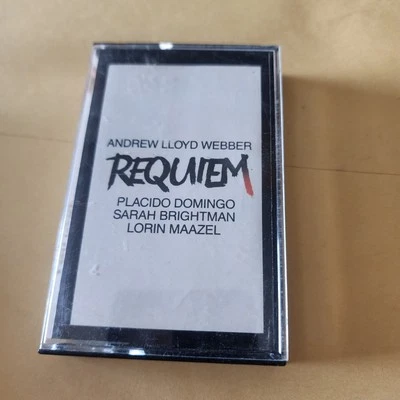 ANDREW LLOYD WEBBER
REQUIEM
PLACIDO DOMINGO
SARAH BRIGHTMAN
LORIN MAAZEL